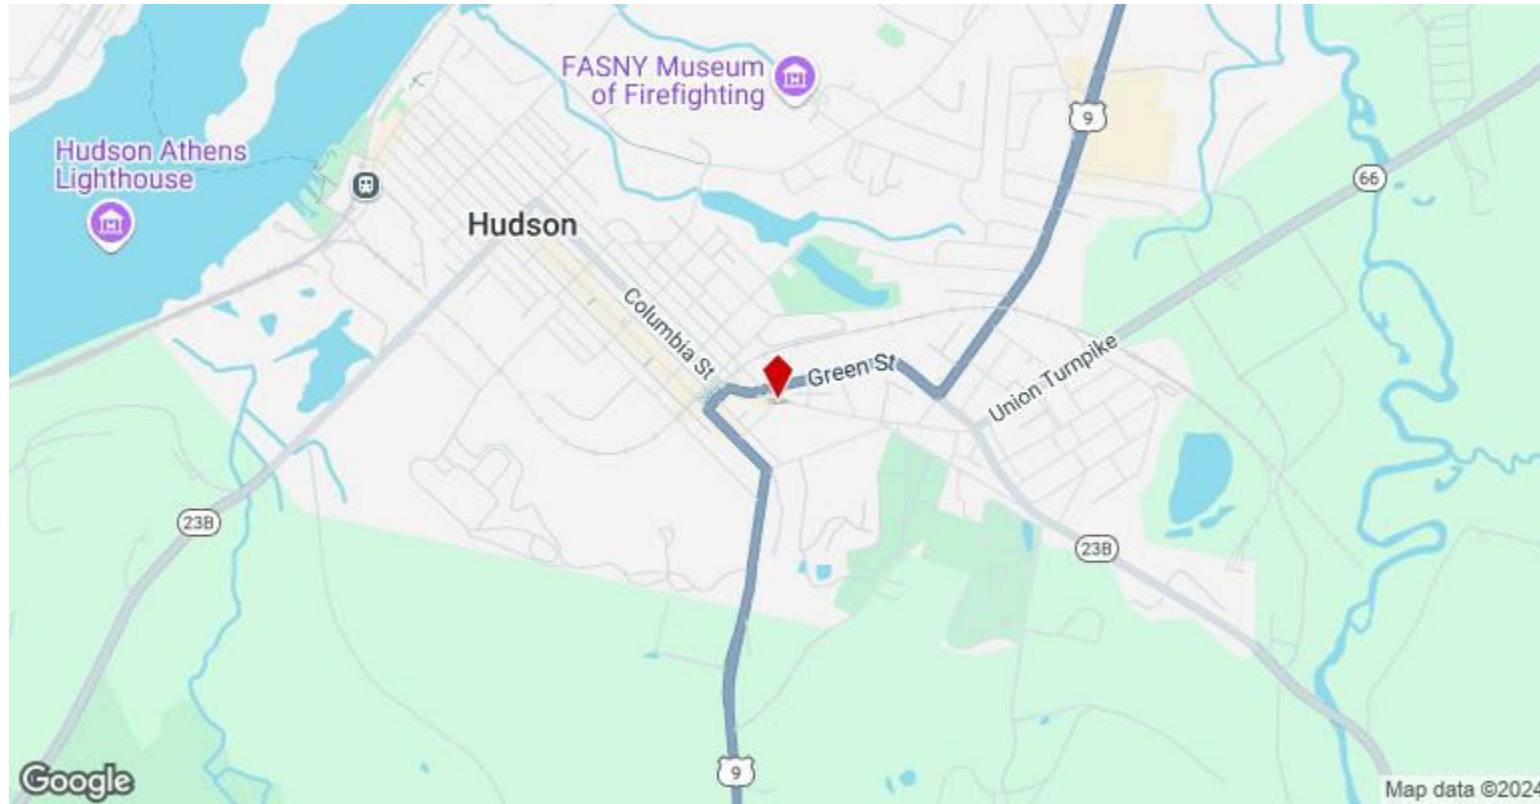 FASNY Museum
of Firefighting
9
Hudson Athens
Lighthouse
66
Hudson
Columbia St
Green St
Union Turnpike
23B
23B
9
Google
Map data ©2024